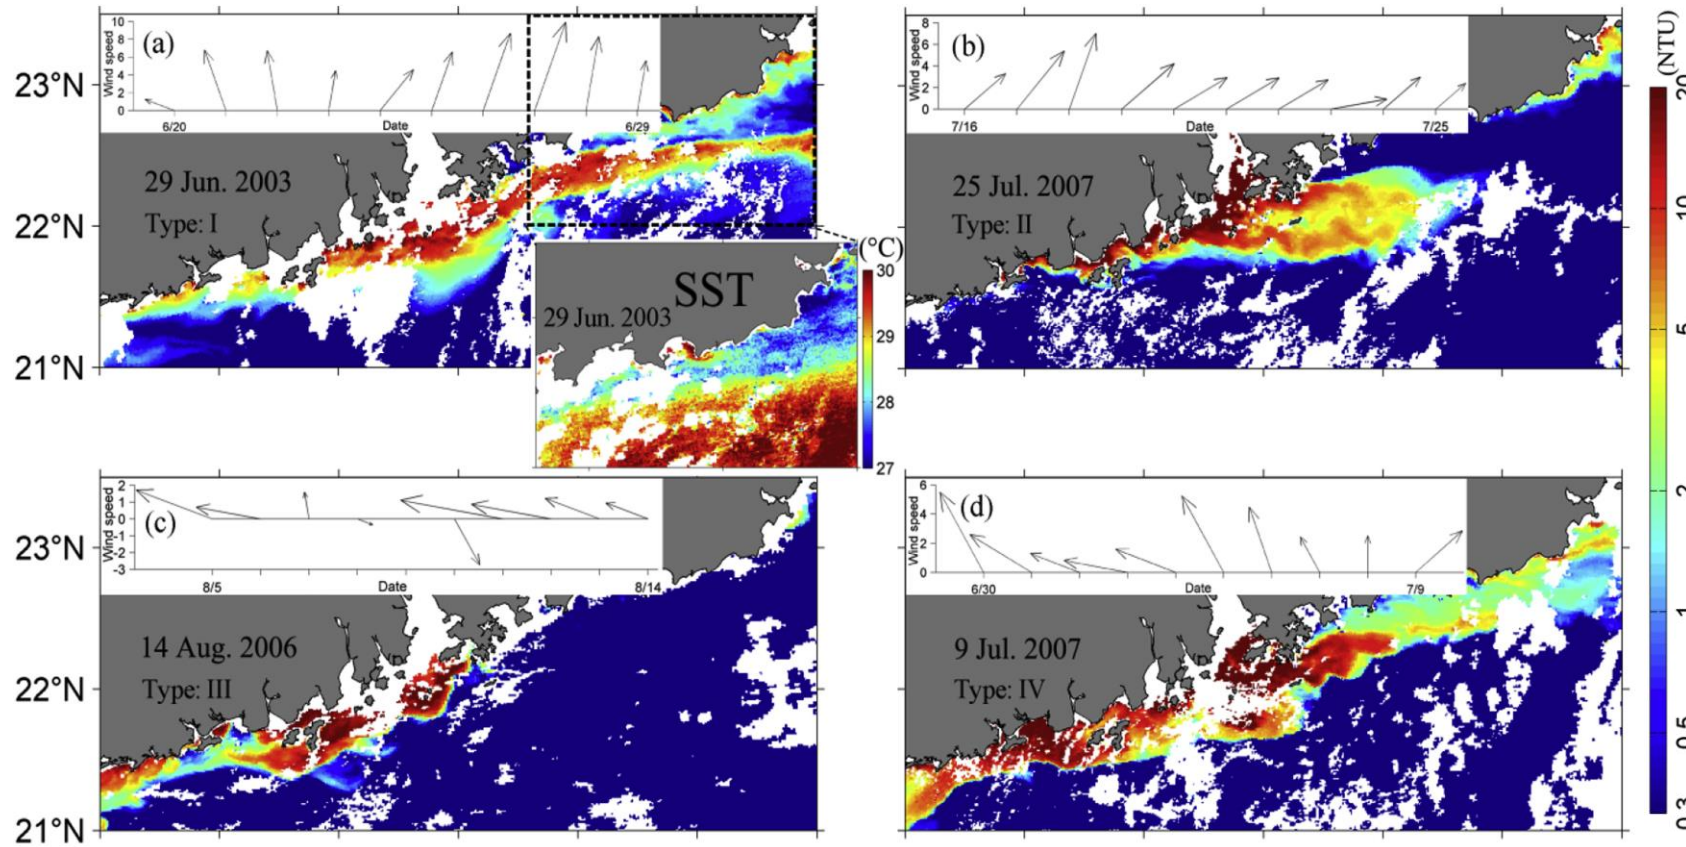 (a)
Wind speed
10
8
6
4
2
0
6/20
Date
6/29
23°N
22°N
21°N
29 Jun. 2003
Type: I
(b)
Wind speed
8
6
4
2
0
7/16
Date
7/25
25 Jul. 2007
Type: II
(NTU)
20
10
5
2
1
0.5
0.3
(°C)
30
29
28
27
SST
29 Jun. 2003
(c)
Wind speed
2
1
0
-1
-2
-3
8/5
Date
8/14
23°N
22°N
21°N
14 Aug. 2006
Type: III
(d)
Wind speed
6
4
2
0
6/30
Date
7/9
9 Jul. 2007
Type: IV